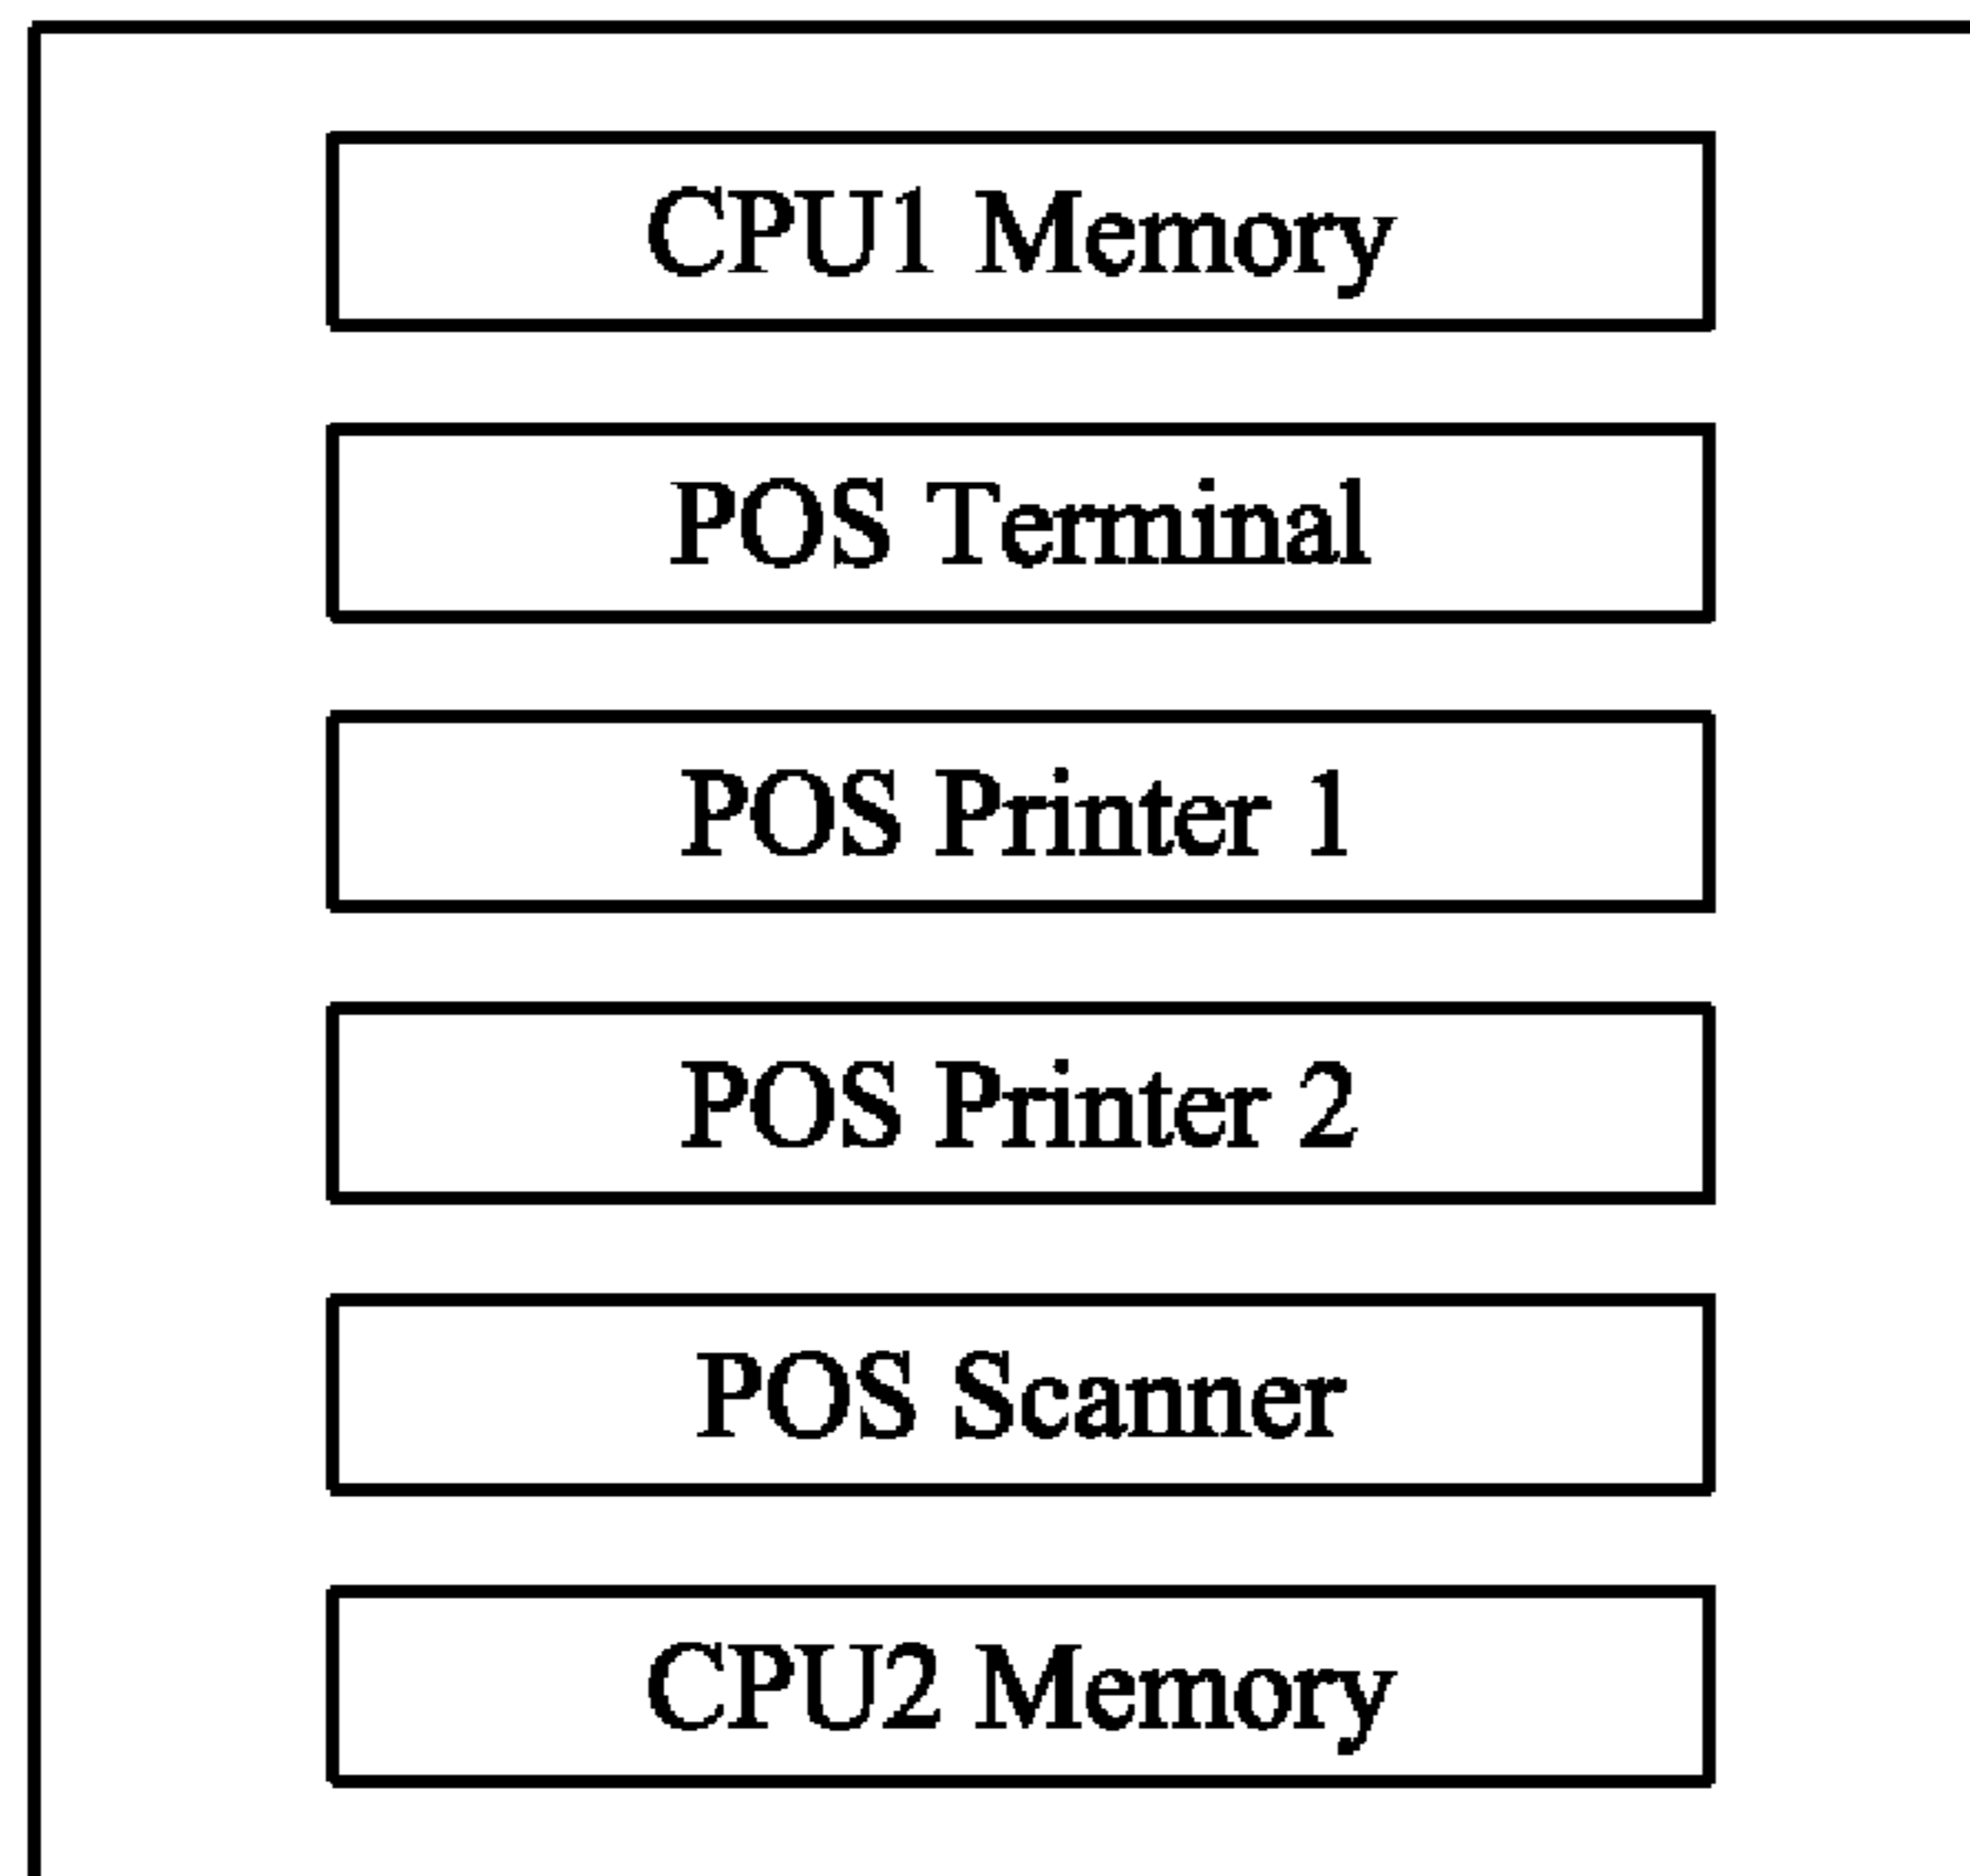 CPU1 Memory
POS Terminal
POS Printer 1
POS Printer 2
POS Scanner
CPU2 Memory